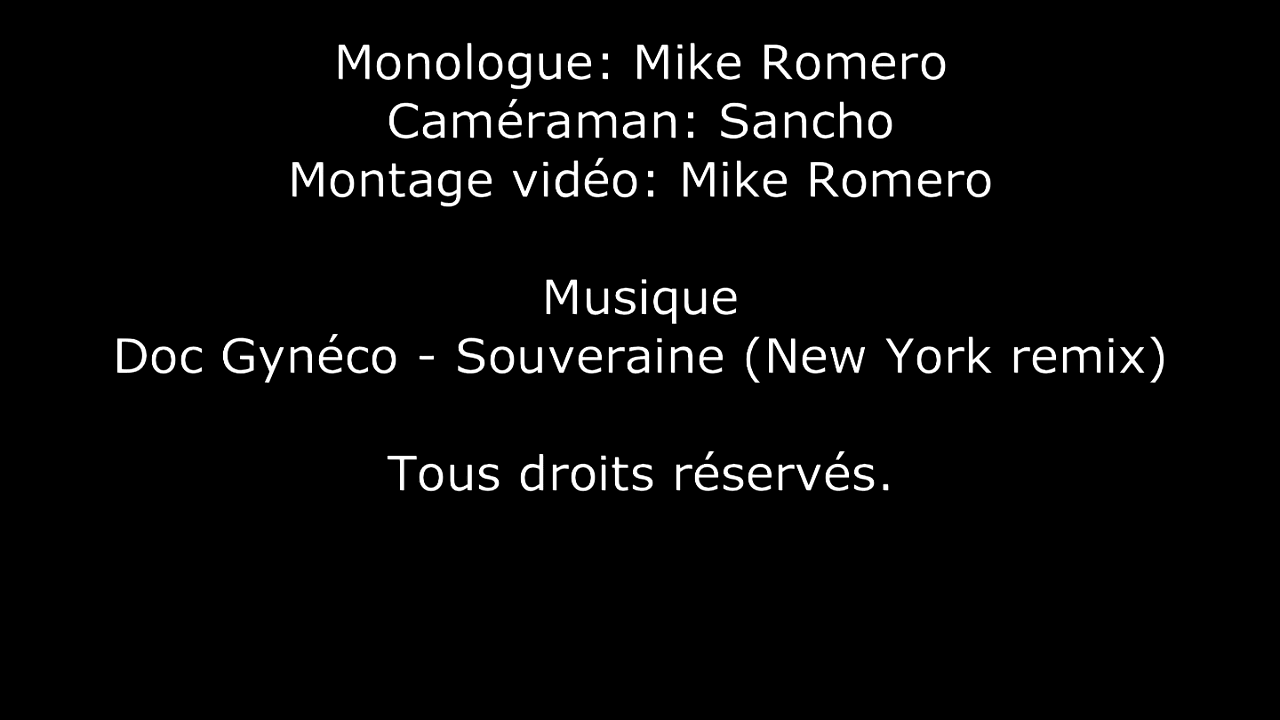 Monologue: Mike Romero
Caméraman: Sancho
Montage vidéo: Mike Romero
Musique
Doc Gynéco - Souveraine (New York remix)
Tous droits réservés.